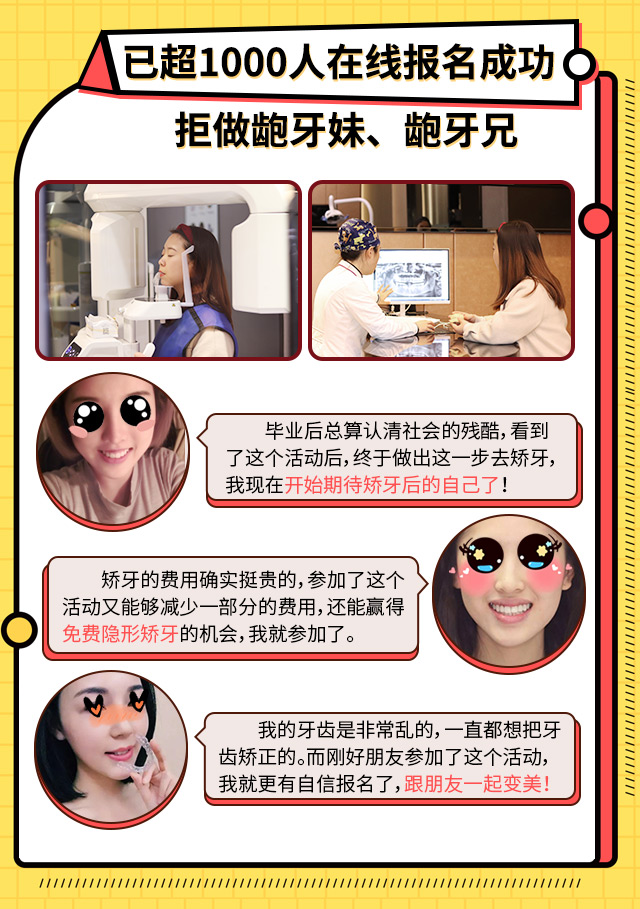 已超1000人在线报名成功
拒做龅牙妹、龅牙兄
毕业后总算认清社会的残酷，看到
了这个活动后，终于做出这一步去矫牙，
我现在开始期待矫牙后的自己了！
矫牙的费用确实挺贵的，参加了这个
活动又能够减少一部分的费用，还能赢得
免费隐形矫牙的机会，我就参加了。
我的牙齿是非常乱的，一直都想把牙
齿矫正的。而刚好朋友参加了这个活动，
我就更有自信报名了，跟朋友一起变美！